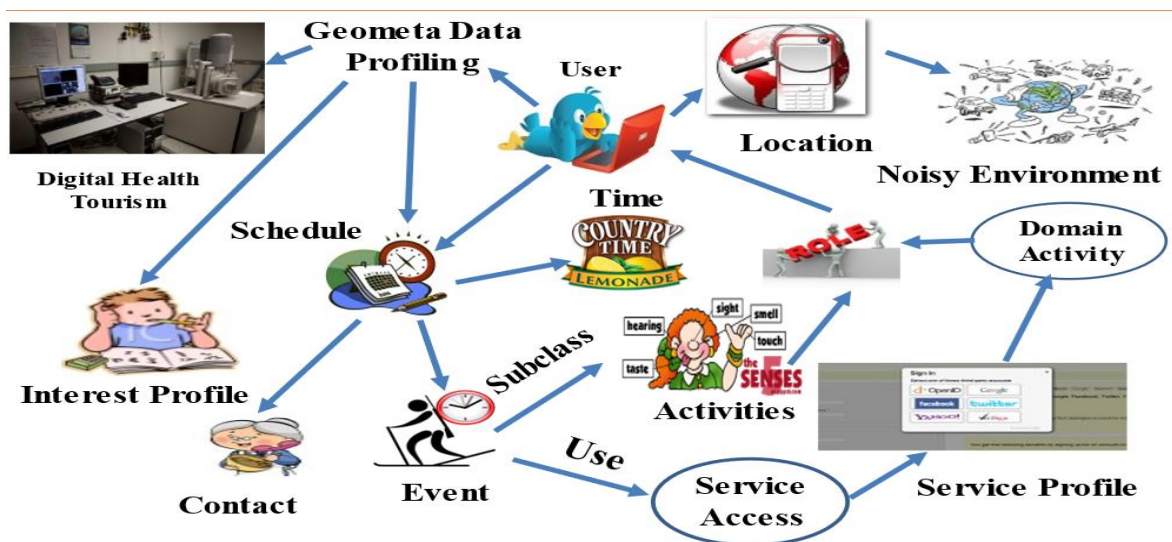 Geometa Data
Profiling
User
Location
Noisy Environment
Digital Health
Tourism
Schedule
Time
COUNTRY
TIME
LEMONADE
ROLE
Domain
Activity
Interest Profile
Subclass
hearing
sight
smell
touch
taste
the
SENSES
Activities
Sign in
OpenID
Google
facebook
twitter
YAHOO!
Contact
Event
Use
Service
Access
Service Profile